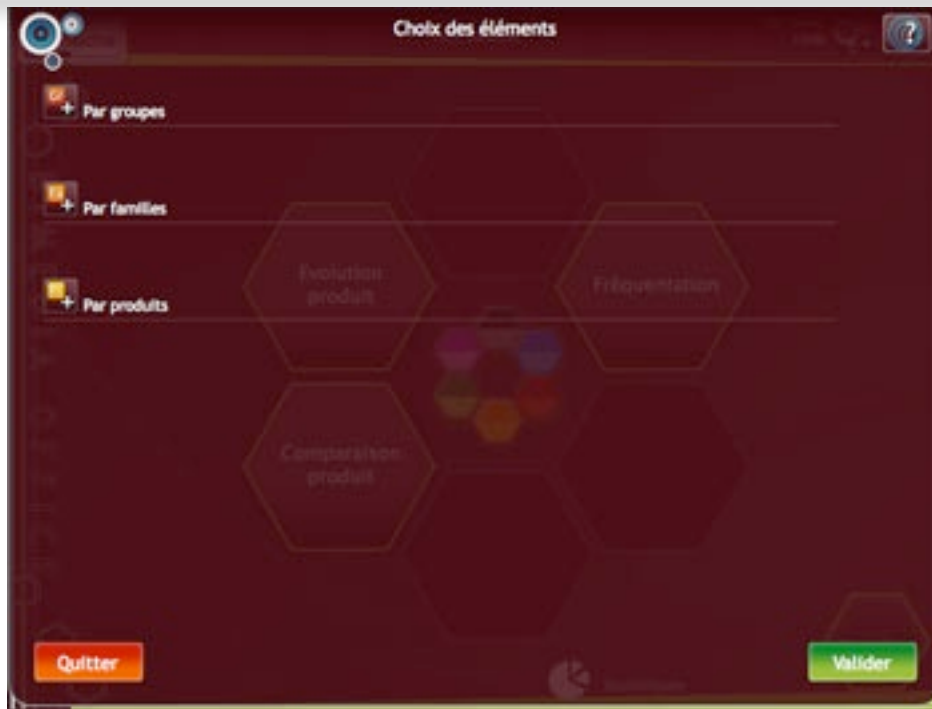 Choix des éléments
?
Par groupes
Par familles
Par produits
Evolution
produit
Fréquentation
Comparaison
produit
Quitter
Valider